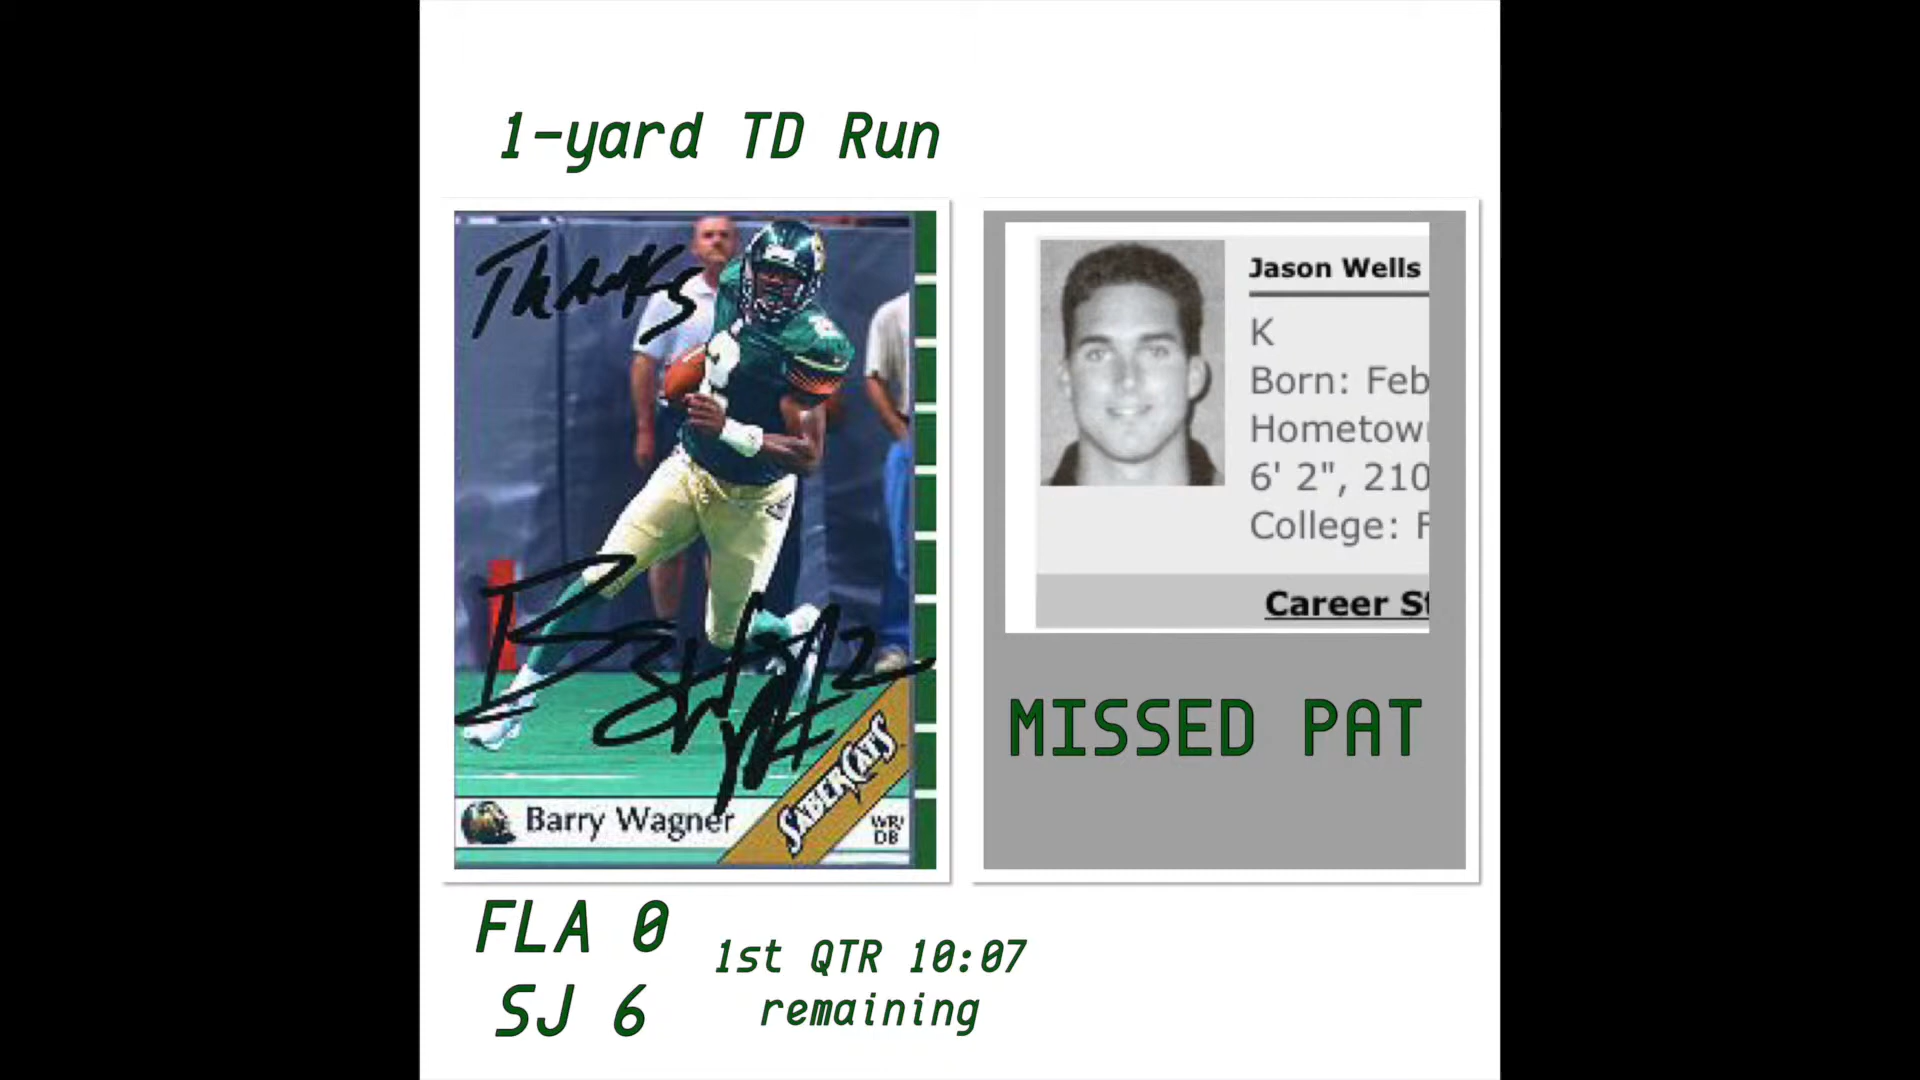 1-yard TD Run
Thanks
SABERCATS
Barry Wagner
WR/
DB
Jason Wells
K
Born: Feb
Hometow
6' 2", 210
College: F
Career St
MISSED PAT
FLA 0
SJ 6
1st QTR 10:07
remaining